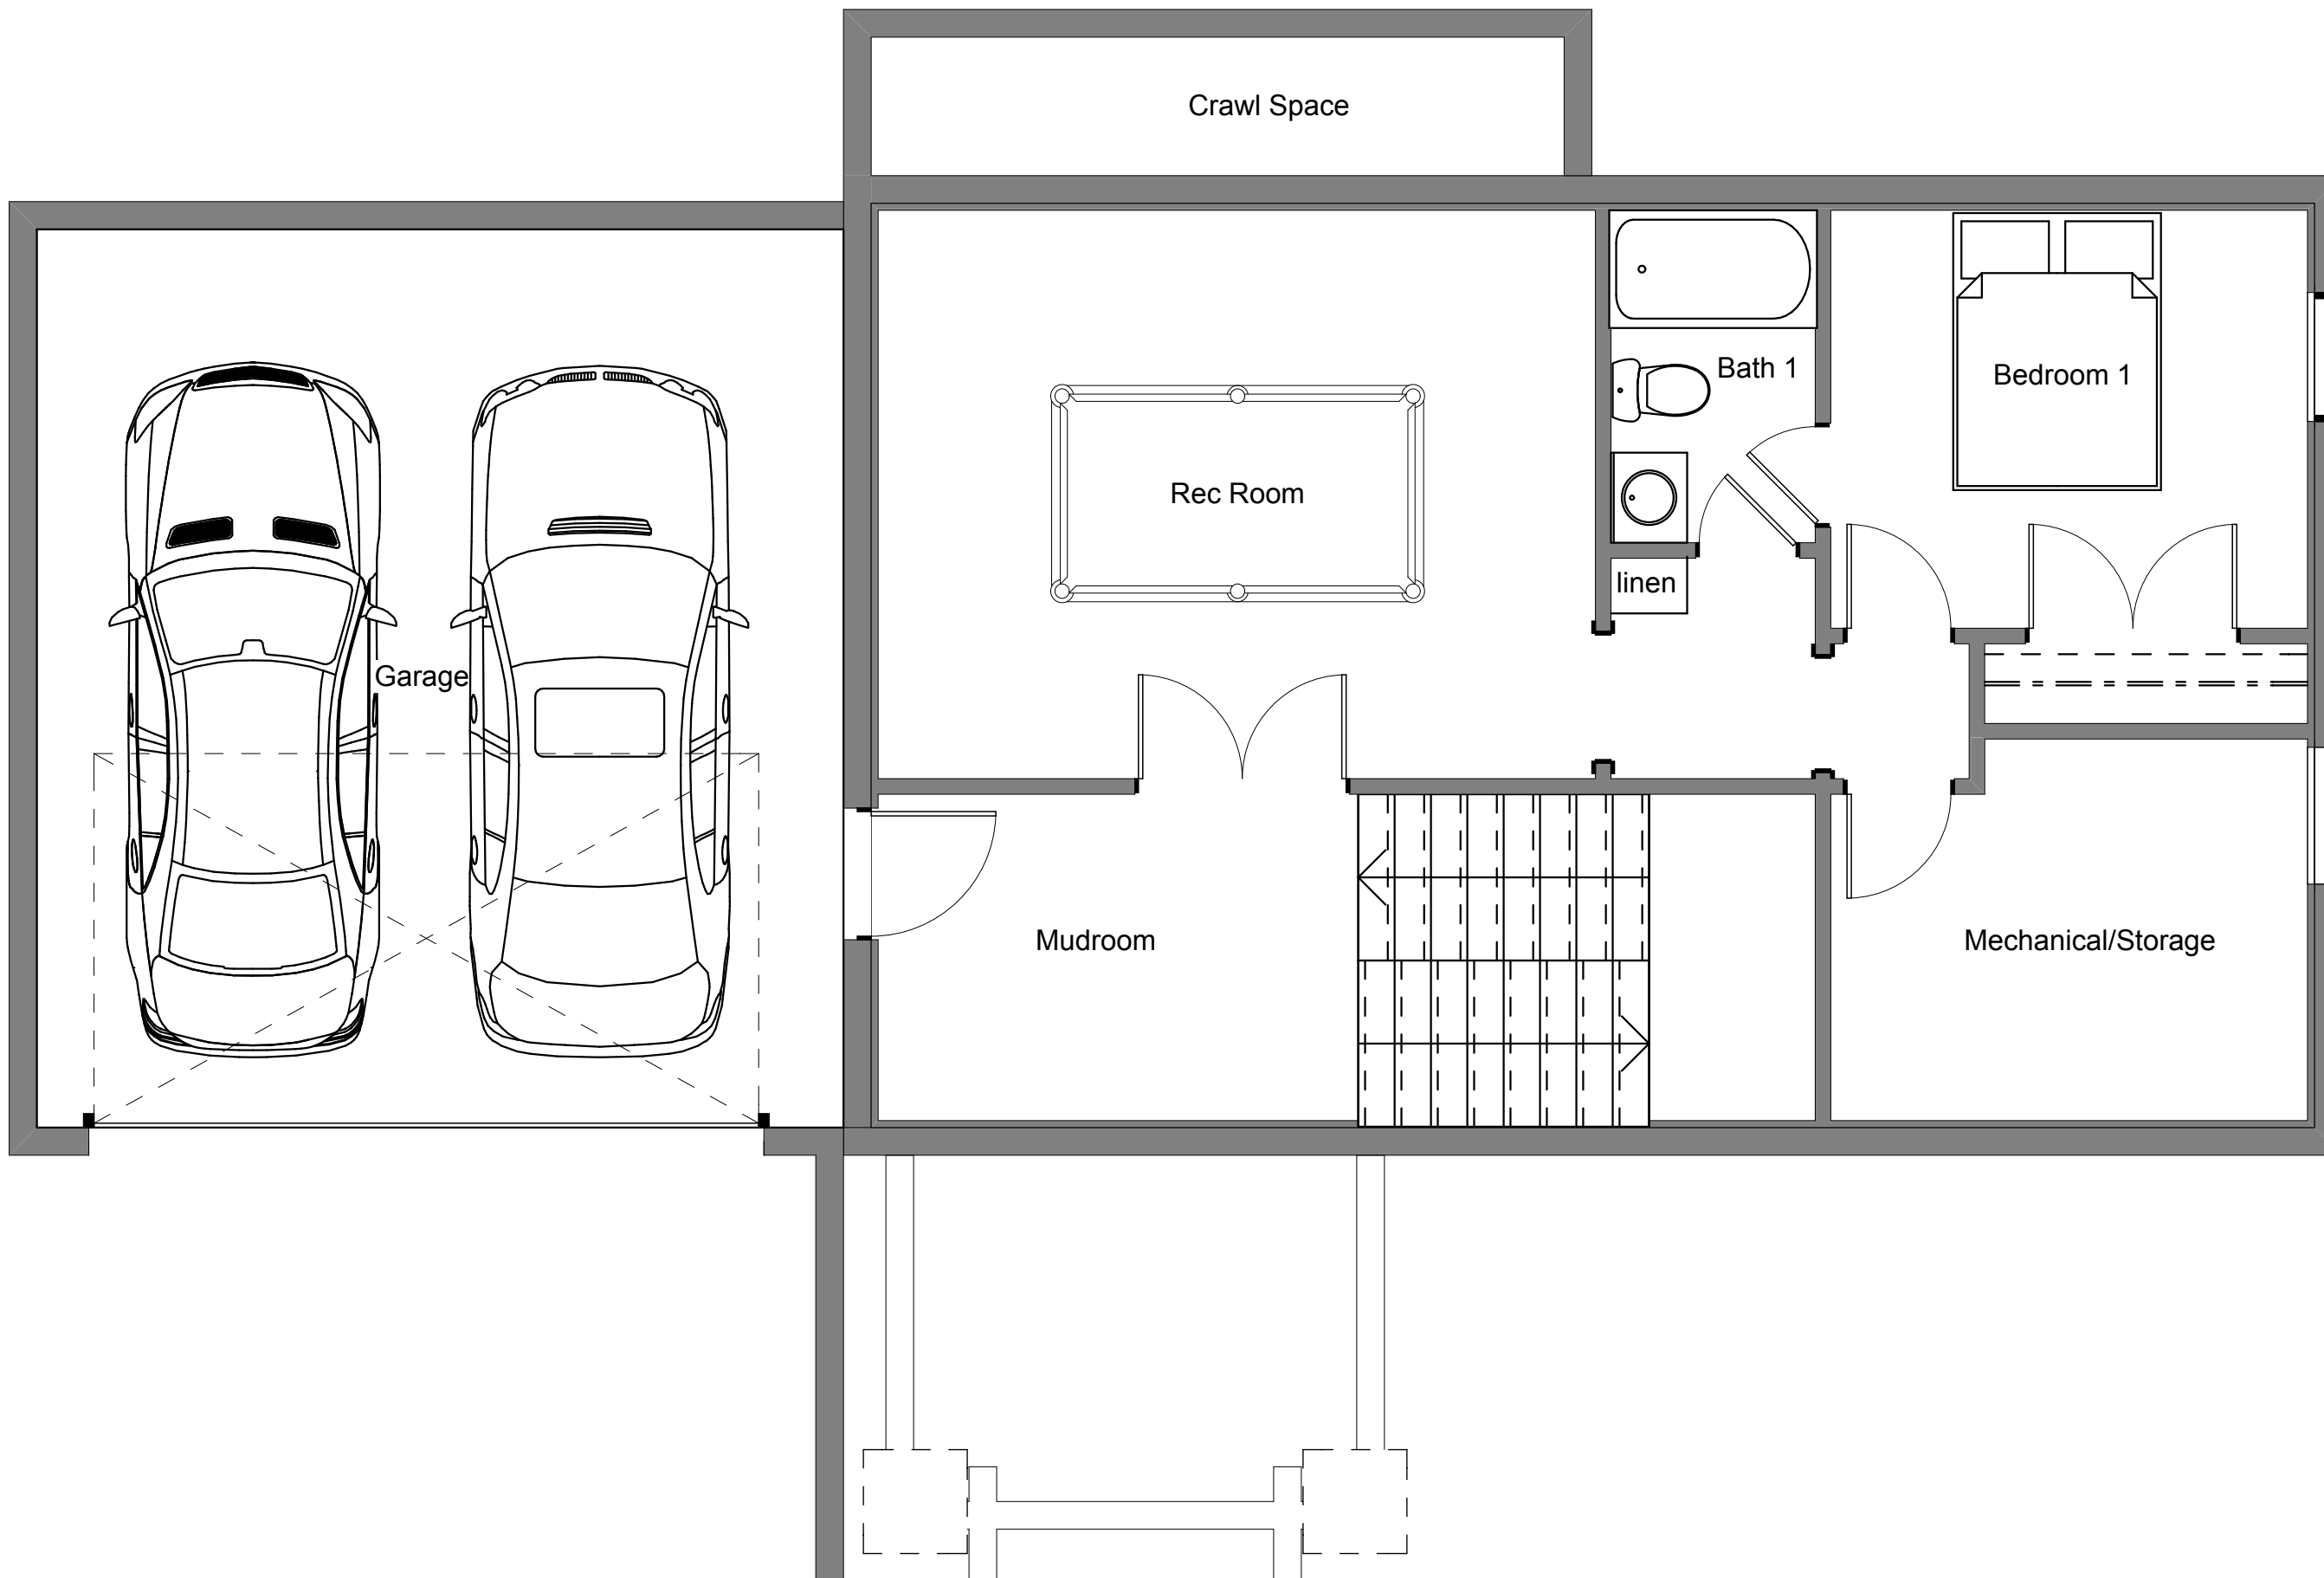 Crawl Space
Bath 1
Bedroom 1
Rec Room
linen
Garage
Mudroom
Mechanical/Storage